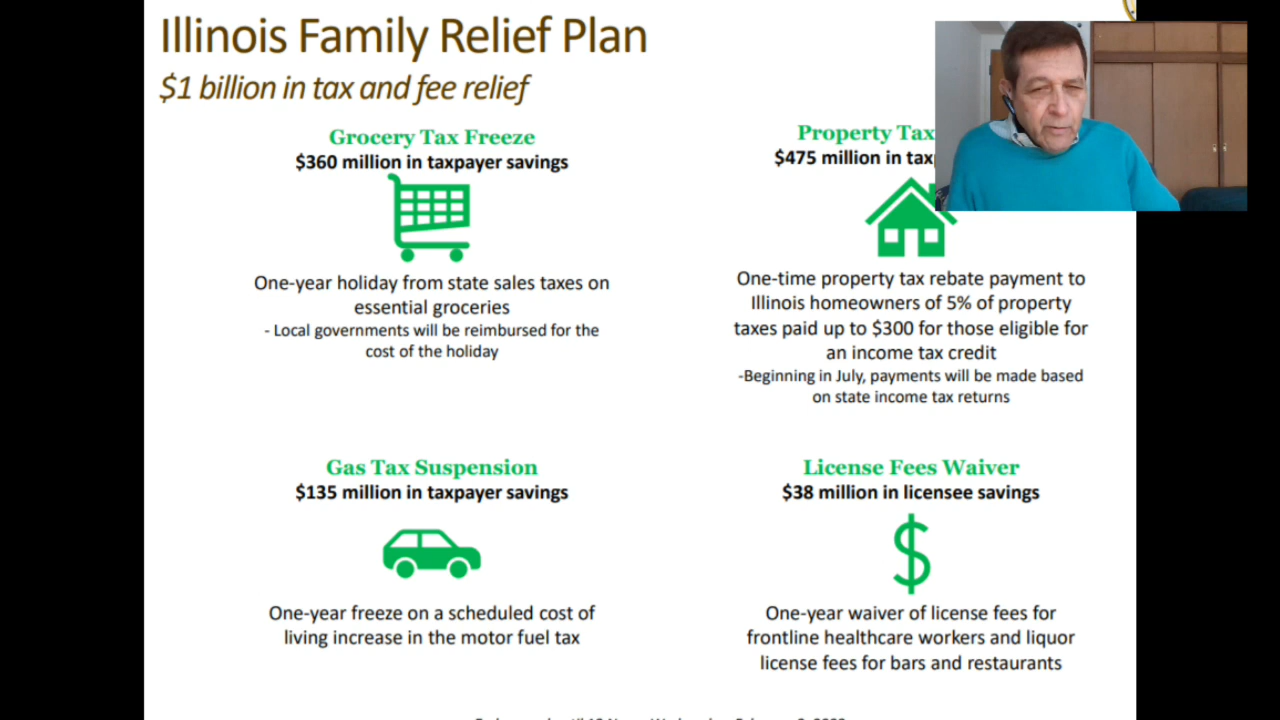 Illinois Family Relief Plan
$1 billion in tax and fee relief
Grocery Tax Freeze
$360 million in taxpayer savings
One-year holiday from state sales taxes on
essential groceries
- Local governments will be reimbursed for the
cost of the holiday
Property Tax
$475 million in
One-time property tax rebate payment to
Illinois homeowners of 5% of property
taxes paid up to $300 for those eligible for
an income tax credit
-Beginning in July, payments will be made based
on state income tax returns
Gas Tax Suspension
$135 million in taxpayer savings
One-year freeze on a scheduled cost of
living increase in the motor fuel tax
License Fees Waiver
$38 million in licensee savings
One-year waiver of license fees for
frontline healthcare workers and liquor
license fees for bars and restaurants